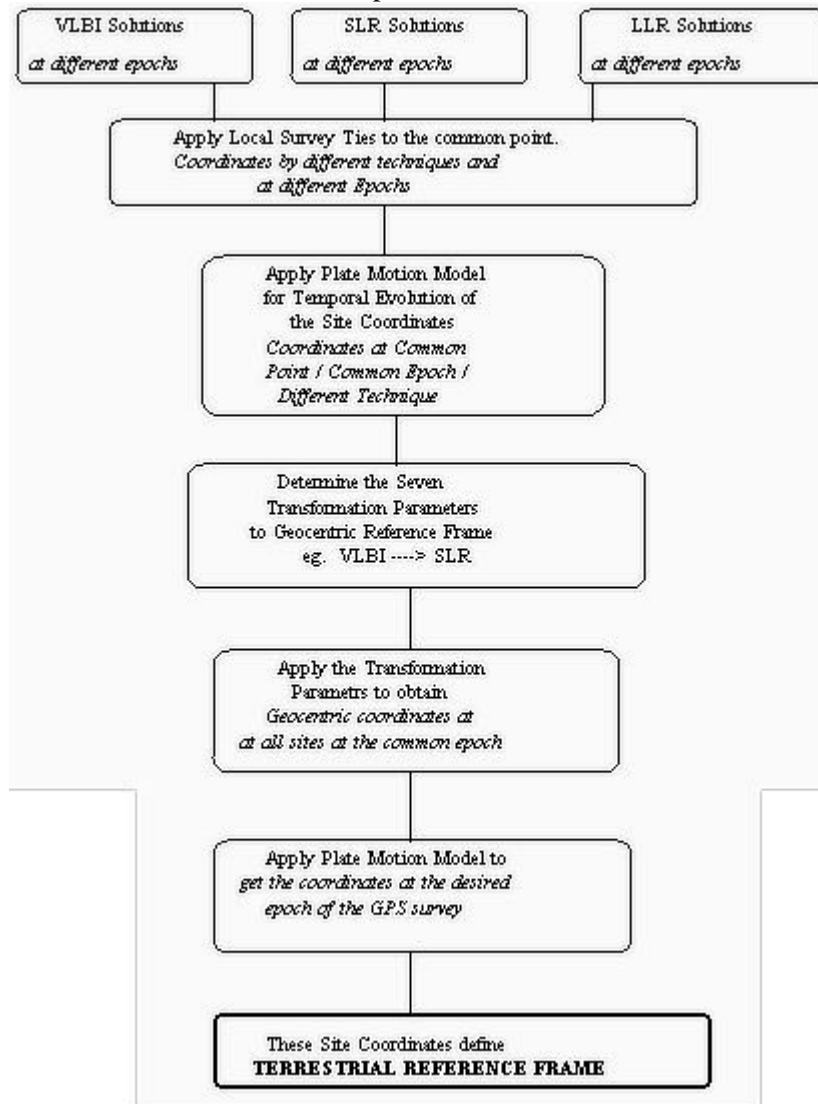 VLBI Solutions
at different epochs
SLR Solutions
at different epochs
LLR Solutions
at different epochs
Apply Local Survey Ties to the common point.
Coordinates by different techniques and
at different Epochs
Apply Plate Motion Model
for Temporal Evolution of
the Site Coordinates
Coordinates at Common
Point / Common Epoch /
Different Technique
Determine the Seven
Transformation Parameters
to Geocentric Reference Frame
eg. VLBI ----> SLR
Apply the Transformation
Parametrs to obtain
Geocentric coordinates at
at all sites at the common epoch
Apply Plate Motion Model to
get the coordinates at the desired
epoch of the GPS survey
These Site Coordinates define
TERRESTRIAL REFERENCE FRAME